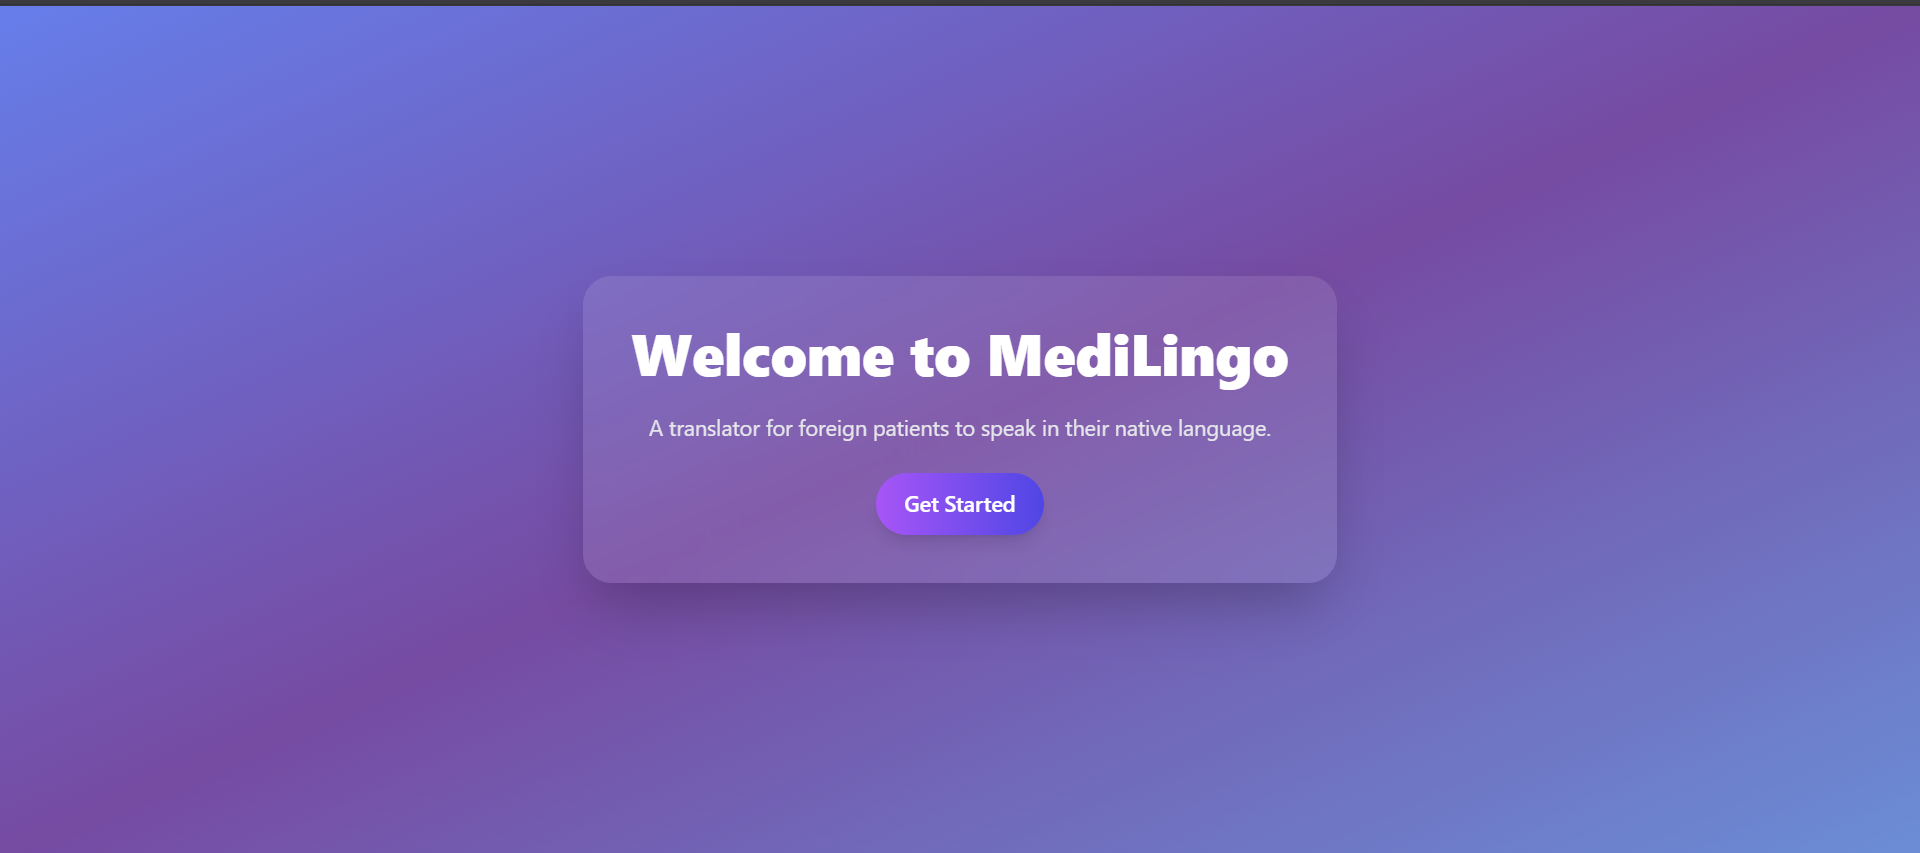 Welcome to MediLingo
A translator for foreign patients to speak in their native language.
Get Started